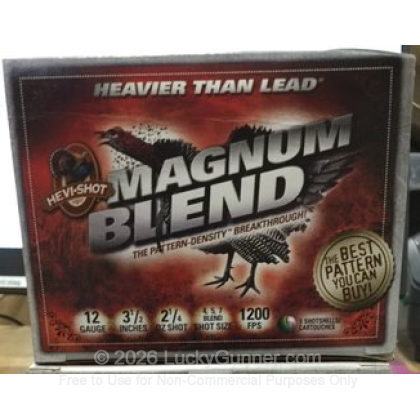 HEAVIER THAN LEAD®
HEVI-SHOT
MAGNUM
BLEND
THE PATTERN-DENSITY™ BREAKTHROUGH!
THE BEST
PATTERN
YOU CAN
BUY!
12
GAUGE
3 1/2
INCHES
2 1/4
OZ SHOT
4, 5, 7
BLEND
SHOT SIZE
1200
FPS
5 SHOTSHELLS
CARTOUCHES
© 2026 LuckyGunner.com
Free to Use for Non-Commercial Purposes Only